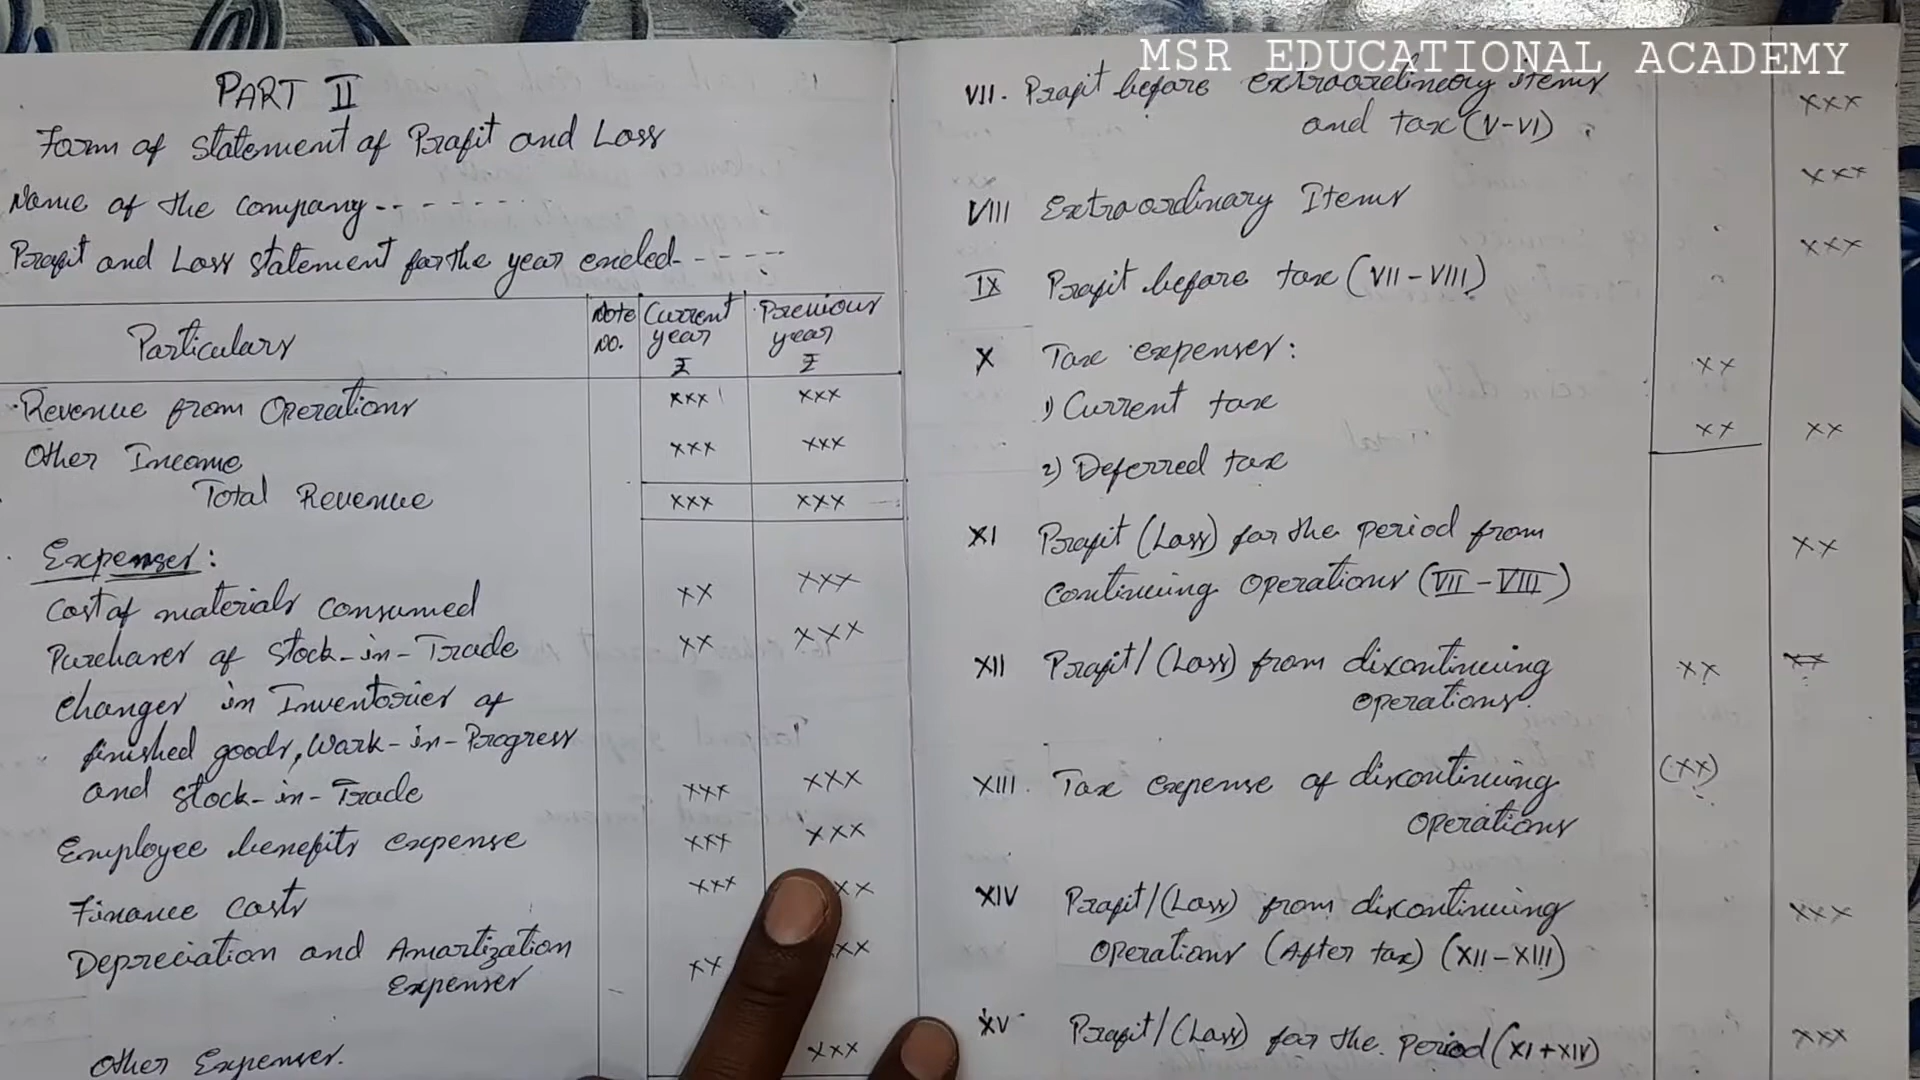 MSR EDUCATIONAL ACADEMY
PART II
Form of Statement of Profit and Loss
Name of the company - - - - - - -
Profit and Loss Statement for the year ended - - - - -
Particulars
Note No.
Current year ₹
Previous year ₹
Revenue from Operations xxx xxx
Other Income xxx xxx
Total Revenue xxx xxx
Expenses:
Cost of materials consumed xx xxx
Purchases of Stock-in-Trade xx xxx
Changes in Inventories of
finished goods, Work-in-Progress
and Stock-in-Trade xxx xxx
Employee benefits expense xxx xxx
Finance Costs xxx xx
Depreciation and Amortization xx xx
Expenses
Other Expenses. xxx
VII. Profit before extraordinary items xxx
and tax (V-VI)
VIII Extraordinary Items xxx
IX Profit before tax (VII-VIII) xxx
X Tax expenses:
1) Current tax xx
2) Deferred tax xx xx
XI Profit (Loss) for the period from xx
Continuing Operations (VII-VIII)
XII Profit/(Loss) from discontinuing xx xx
Operations.
XIII. Tax expense of discontinuing (xx)
Operations
XIV Profit/(Loss) from discontinuing xxx
Operations (After tax) (XII-XIII)
XV Profit/(Loss) for the Period (XI+XIV) xxx